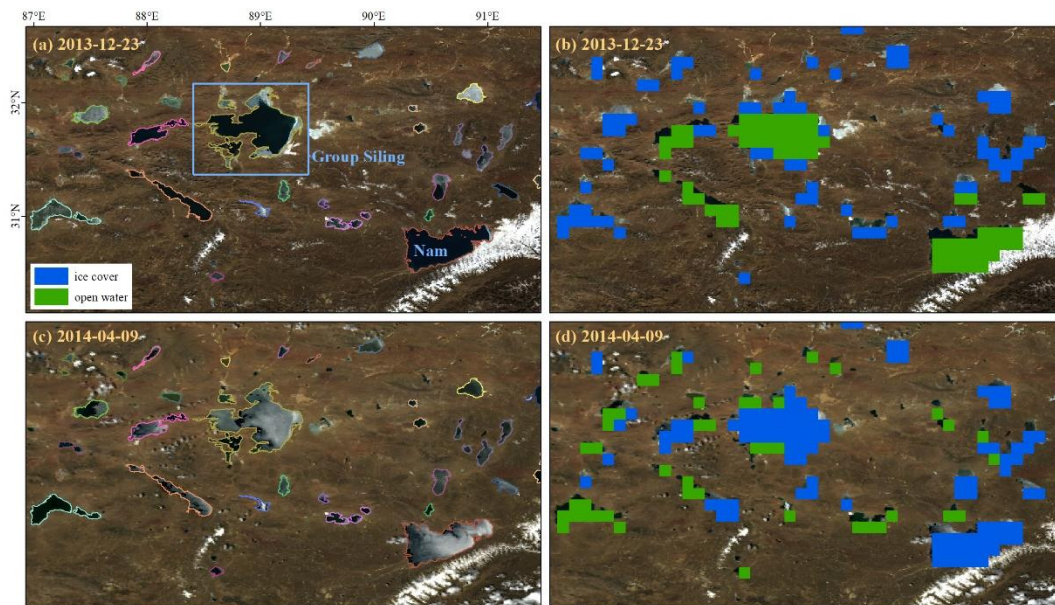 87°E 88°E 89°E 90°E 91°E
(a) 2013-12-23
(b) 2013-12-23
32°N
Group Siling
31°N
Nam
ice cover
open water
(c) 2014-04-09
(d) 2014-04-09